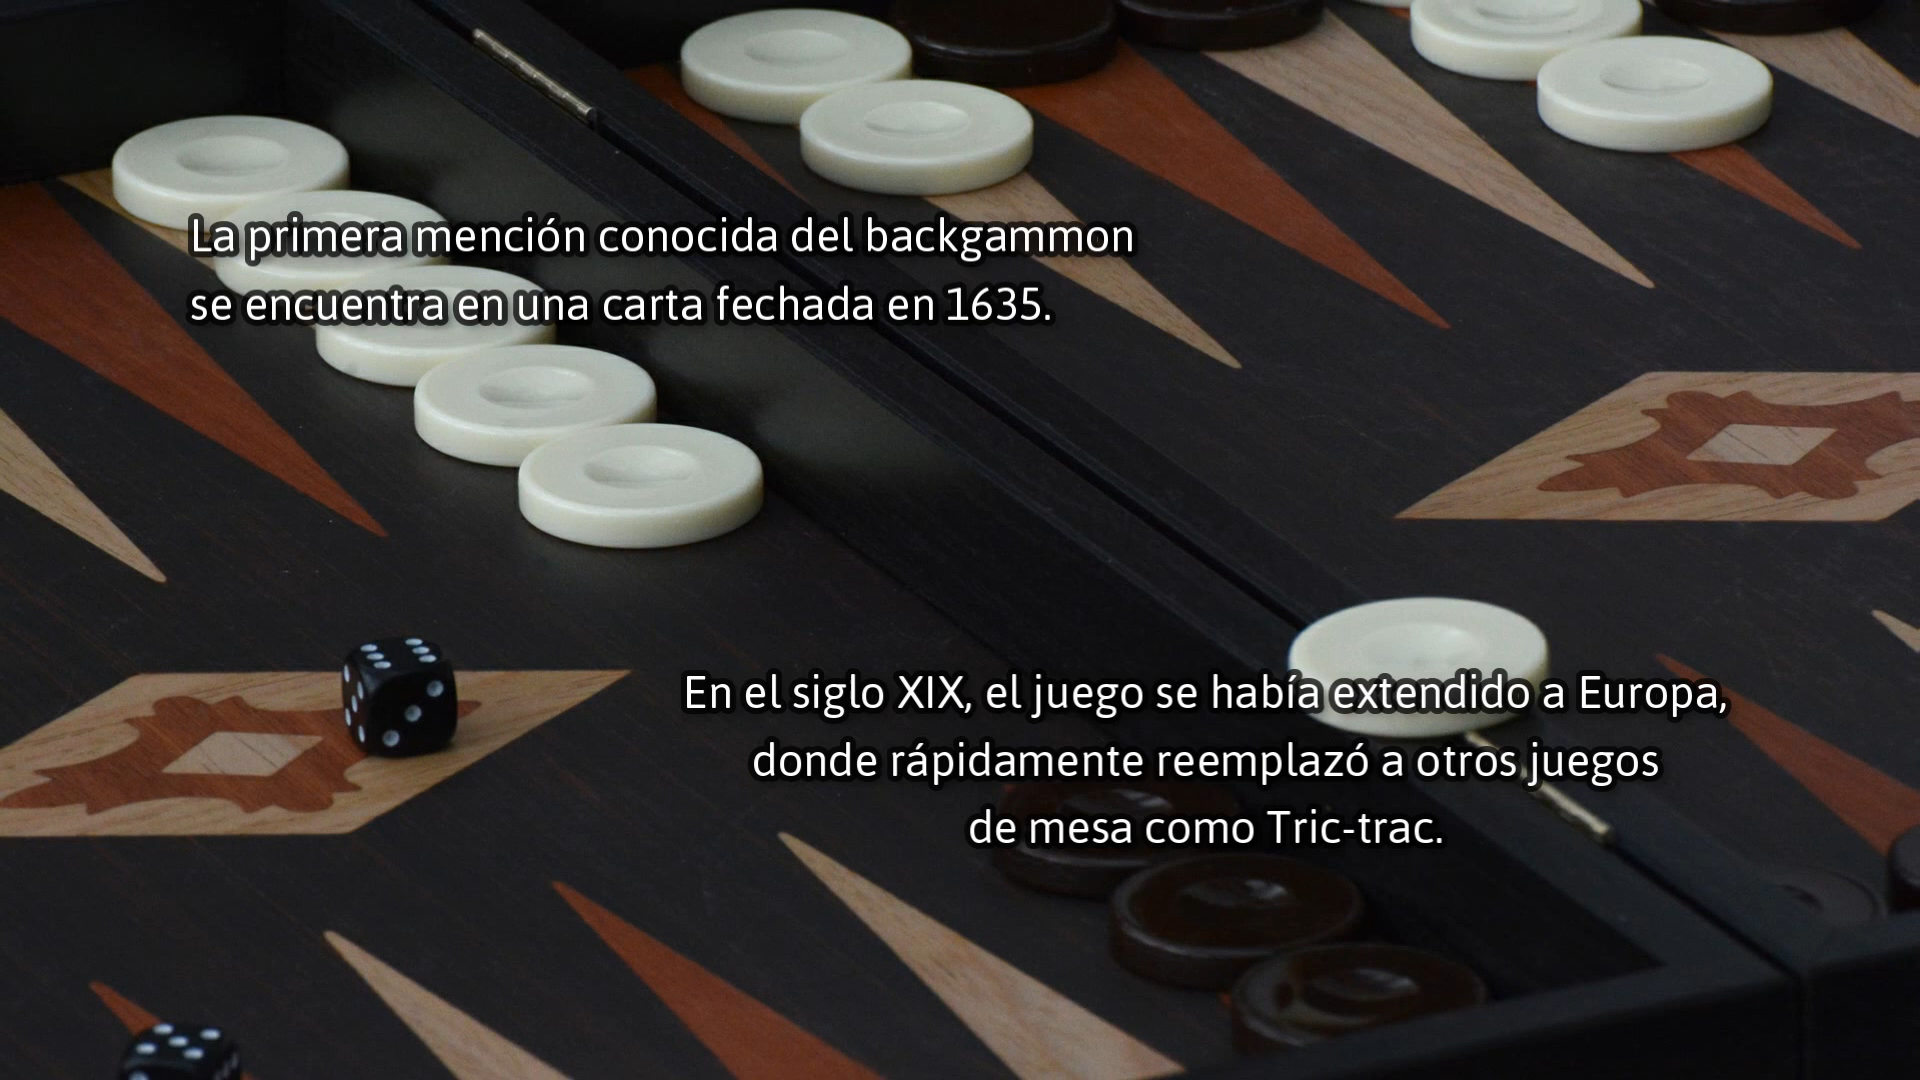 La primera mención conocida del backgammon
se encuentra en una carta fechada en 1635.
En el siglo XIX, el juego se había extendido a Europa,
donde rápidamente reemplazó a otros juegos
de mesa como Tric-trac.